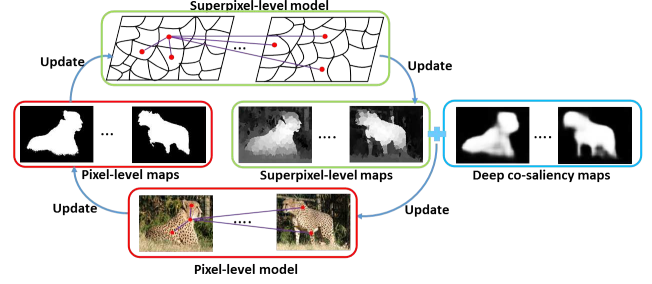 Superpixel-level model
...
Update
Update
...
....
....
Pixel-level maps
Superpixel-level maps
Deep co-saliency maps
Update
....
Update
Pixel-level model